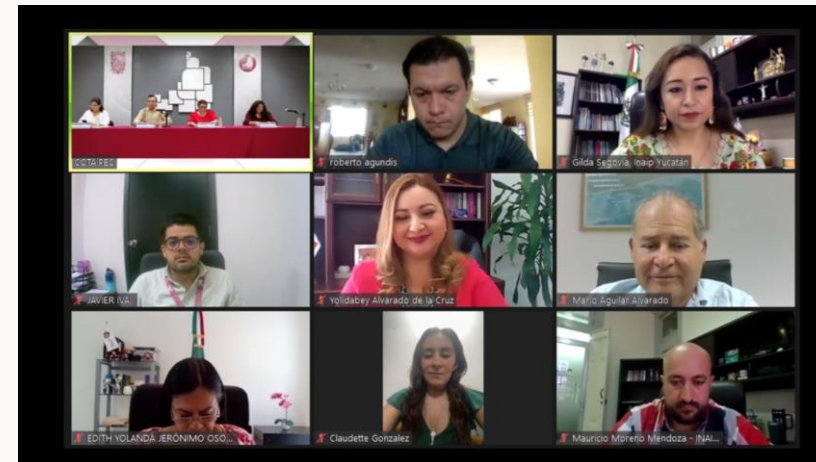 COTAIPEC
roberto agundis
Gilda Segovia, Inaip Yucatán
JAVIER IVA
Yolidabey Alvarado de la Cruz
Mario Aguilar Alvarado
EDITH YOLANDA JERÓNIMO OSO...
Claudette Gonzalez
Mauricio Moreno Mendoza - INAI...